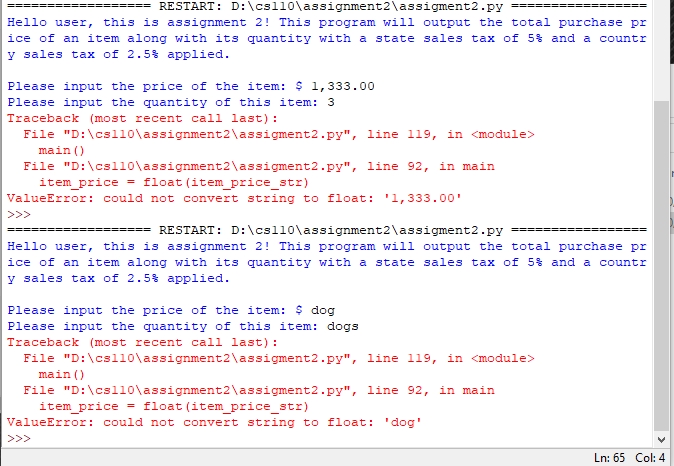 ==================== RESTART: D:\cs110\assignment2\assigment2.py ===================
Hello user, this is assignment 2! This program will output the total purchase pr
ice of an item along with its quantity with a state sales tax of 5% and a countr
y sales tax of 2.5% applied.
Please input the price of the item: $ 1,333.00
Please input the quantity of this item: 3
Traceback (most recent call last):
  File "D:\cs110\assignment2\assigment2.py", line 119, in <module>
    main()
  File "D:\cs110\assignment2\assigment2.py", line 92, in main
    item_price = float(item_price_str)
ValueError: could not convert string to float: '1,333.00'
>>>
==================== RESTART: D:\cs110\assignment2\assigment2.py ===================
Hello user, this is assignment 2! This program will output the total purchase pr
ice of an item along with its quantity with a state sales tax of 5% and a countr
y sales tax of 2.5% applied.
Please input the price of the item: $ dog
Please input the quantity of this item: dogs
Traceback (most recent call last):
  File "D:\cs110\assignment2\assigment2.py", line 119, in <module>
    main()
  File "D:\cs110\assignment2\assigment2.py", line 92, in main
    item_price = float(item_price_str)
ValueError: could not convert string to float: 'dog'
>>>
Ln: 65 Col: 4